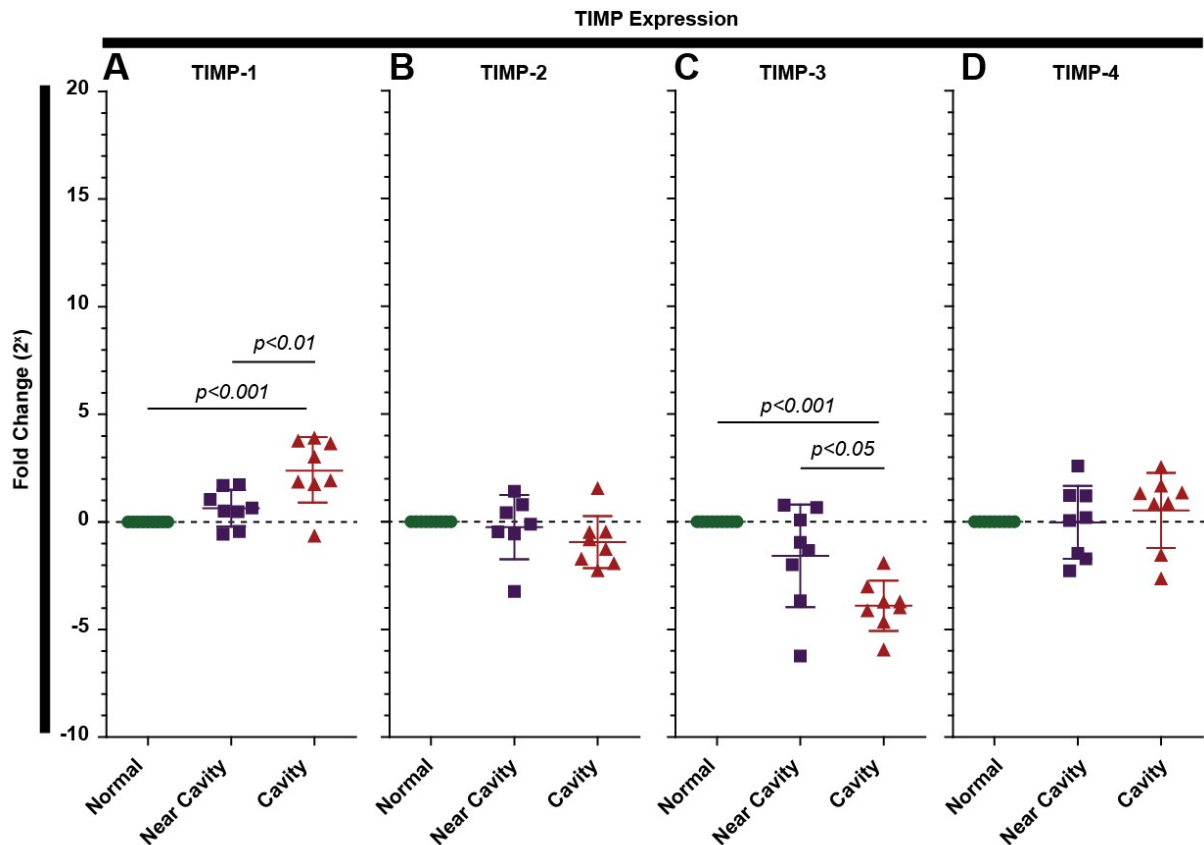 TIMP Expression
A TIMP-1
B TIMP-2
C TIMP-3
D TIMP-4
Fold Change (2ˣ)
20
15
10
5
0
-5
-10
p<0.01
p<0.001
p<0.001
p<0.05
Normal
Near Cavity
Cavity
Normal
Near Cavity
Cavity
Normal
Near Cavity
Cavity
Normal
Near Cavity
Cavity